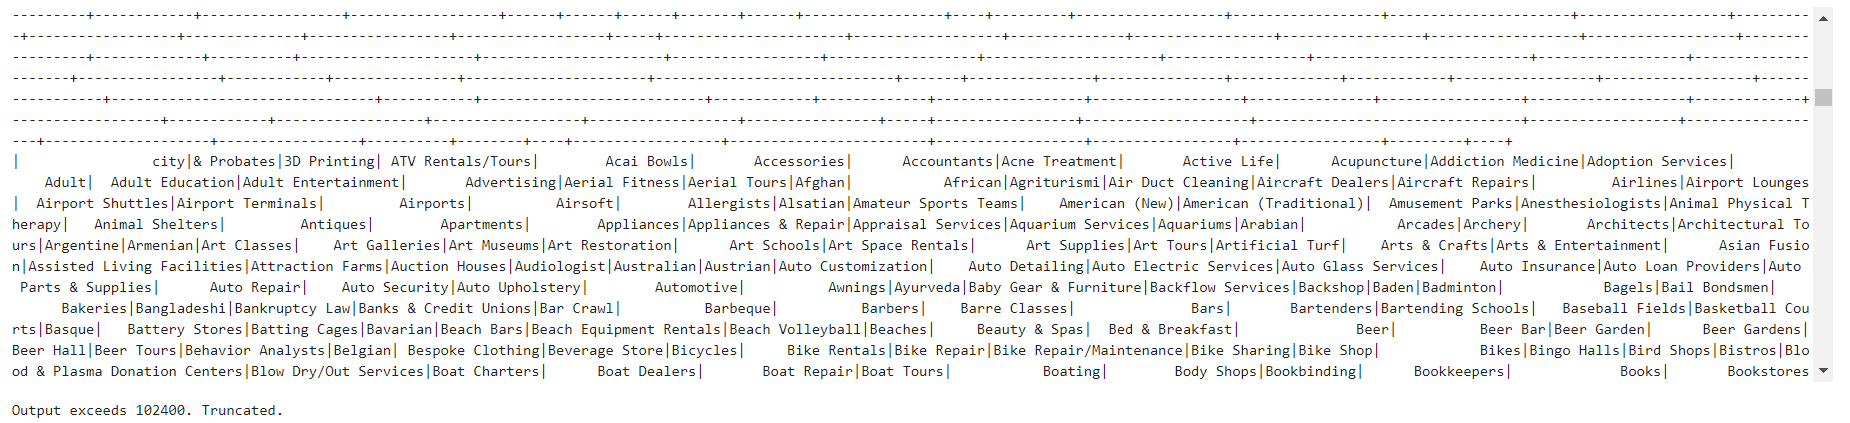 ---------+------------+-----------------+------------------+------+------+------+-------+------+-----------------+----+---------+------------------+------------------+----------------------+------------------+---------
-+------------------+--------------+-----------------+------------------+-----+----------------------+------------------+--------------+-----------------+-----------------+------------------+------------------+--------
---------+-------------+----------+---------------------+-------------------------+---------------------+-------------+------------------------+-------------------------+------------------+-------------
-------+-----------------+------------+---------------+----------------------+-----------------------------+-------+---------------+---------------+-------------+------------+-----------------+------------------+------
-----------+--------------------------------+-----------+---------------------------+------------+-------------+------------------+------------------+---------------+-----------------+-------------------+-------------+
------------------+------------+------------------+------------------+------------------+------------------+-----+-----------------+----------------+-----------------+------------------+------------------+---------------
---+--------------------+-----------------+----------+--------+----+------------------+------------------------+------------------+-----------------+-----------------+---------+----+
| city|& Probates|3D Printing| ATV Rentals/Tours| Acai Bowls| Accessories| Accountants|Acne Treatment| Active Life| Acupuncture|Addiction Medicine|Adoption Services|
Adult| Adult Education|Adult Entertainment| Advertising|Aerial Fitness|Aerial Tours|Afghan| African|Agriturismi|Air Duct Cleaning|Aircraft Dealers|Aircraft Repairs| Airlines|Airport Lounges
| Airport Shuttles|Airport Terminals| Airports| Airsoft| Allergists|Alsatian|Amateur Sports Teams| American (New)|American (Traditional)| Amusement Parks|Anesthesiologists|Animal Physical T
herapy| Animal Shelters| Antiques| Apartments| Appliances|Appliances & Repair|Appraisal Services|Aquarium Services|Aquariums|Arabian| Arcades|Archery| Architects|Architectural To
urs|Argentine|Armenian|Art Classes| Art Galleries|Art Museums|Art Restoration| Art Schools|Art Space Rentals| Art Supplies|Art Tours|Artificial Turf| Arts & Crafts|Arts & Entertainment| Asian Fusio
n|Assisted Living Facilities|Attraction Farms|Auction Houses|Audiologist|Australian|Austrian|Auto Customization| Auto Detailing|Auto Electric Services|Auto Glass Services| Auto Insurance|Auto Loan Providers|Auto
Parts & Supplies| Auto Repair| Auto Security|Auto Upholstery| Automotive| Awnings|Ayurveda|Baby Gear & Furniture|Backflow Services|Backshop|Baden|Badminton| Bagels|Bail Bondsmen|
Bakeries|Bangladeshi|Bankruptcy Law|Banks & Credit Unions|Bar Crawl| Barbeque| Barbers| Barre Classes| Bars| Bartenders|Bartending Schools| Baseball Fields|Basketball Cou
rts|Basque| Battery Stores|Batting Cages|Bavarian|Beach Bars|Beach Equipment Rentals|Beach Volleyball|Beaches| Beauty & Spas| Bed & Breakfast| Beer| Beer Bar|Beer Garden| Beer Gardens|
Beer Hall|Beer Tours|Behavior Analysts|Belgian| Bespoke Clothing|Beverage Store|Bicycles| Bike Rentals|Bike Repair|Bike Repair/Maintenance|Bike Sharing|Bike Shop| Bikes|Bingo Halls|Bird Shops|Bistros|Blo
od & Plasma Donation Centers|Blow Dry/Out Services|Boat Charters| Boat Dealers| Boat Repair|Boat Tours| Boating| Body Shops|Bookbinding| Bookkeepers| Books| Bookstores
Output exceeds 102400. Truncated.